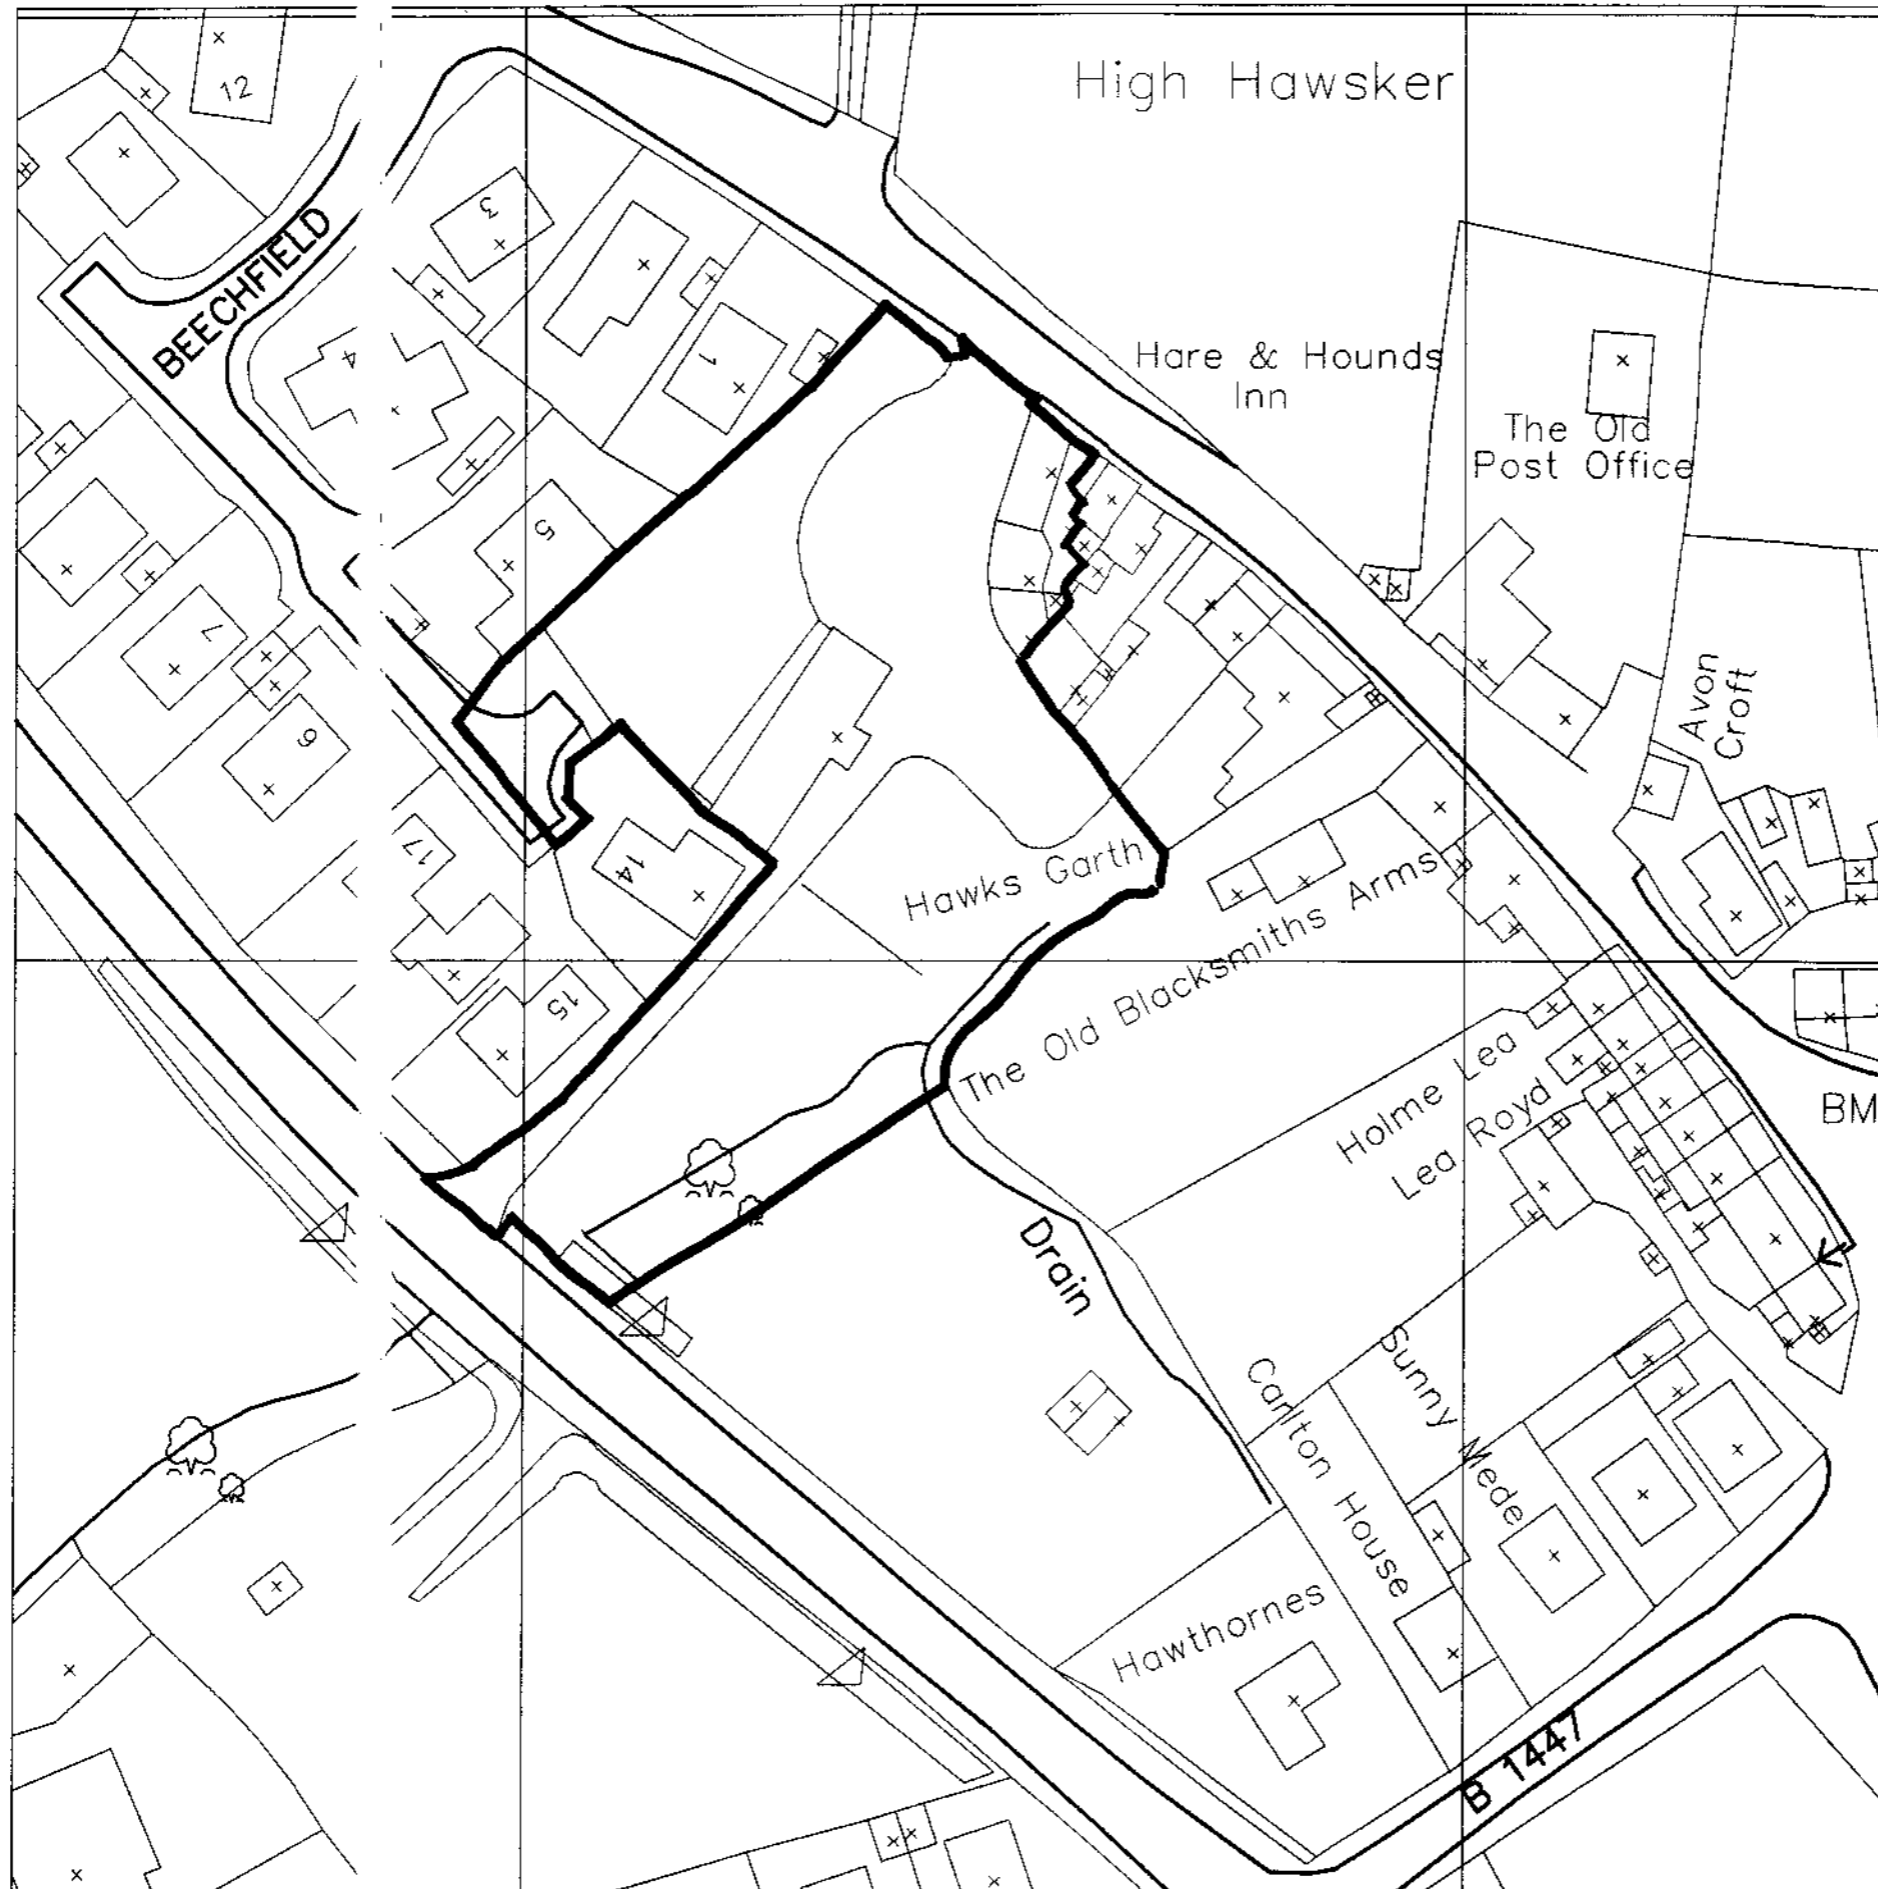 High Hawsker
12
3
BEECHFIELD
4
1
Hare & Hounds
Inn
The Old
Post Office
5
7
9
Avon
Croft
17
14
Hawks Garth
The Old Blacksmiths Arms
15
Holme Lea
Lea Royd
BM
Drain
Sunny Mede
Carlton House
Hawthornes
B 1447